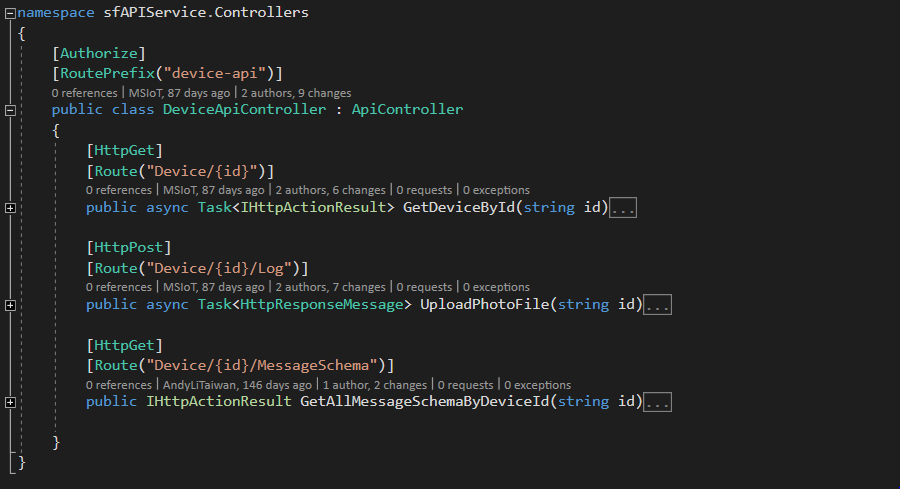 namespace sfAPIService.Controllers
{
[Authorize]
[RoutePrefix("device-api")]
0 references | MSIoT, 87 days ago | 2 authors, 9 changes
public class DeviceApiController : ApiController
{
[HttpGet]
[Route("Device/{id}")]
0 references | MSIoT, 87 days ago | 2 authors, 6 changes | 0 requests | 0 exceptions
public async Task<IHttpActionResult> GetDeviceById(string id)...
[HttpPost]
[Route("Device/{id}/Log")]
0 references | MSIoT, 87 days ago | 2 authors, 7 changes | 0 requests | 0 exceptions
public async Task<HttpResponseMessage> UploadPhotoFile(string id)...
[HttpGet]
[Route("Device/{id}/MessageSchema")]
0 references | AndyLiTaiwan, 146 days ago | 1 author, 2 changes | 0 requests | 0 exceptions
public IHttpActionResult GetAllMessageSchemaByDeviceId(string id)...
}
}